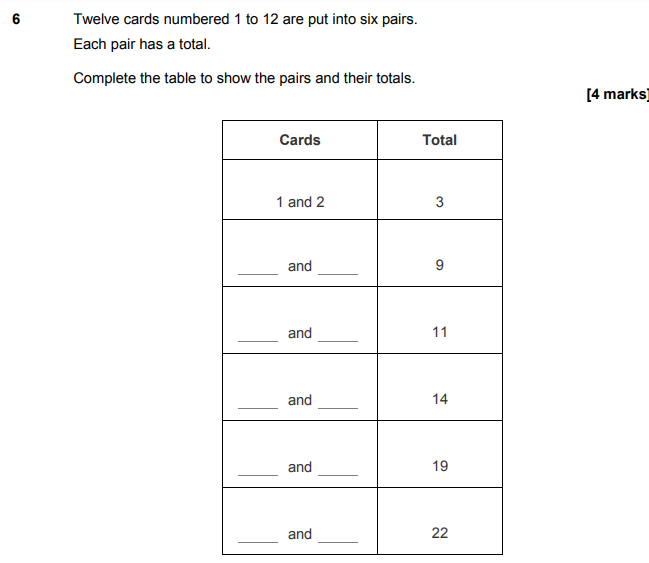 6 Twelve cards numbered 1 to 12 are put into six pairs.
Each pair has a total.
Complete the table to show the pairs and their totals.
[4 marks]
Cards Total
1 and 2 3
_____ and _____ 9
_____ and _____ 11
_____ and _____ 14
_____ and _____ 19
_____ and _____ 22